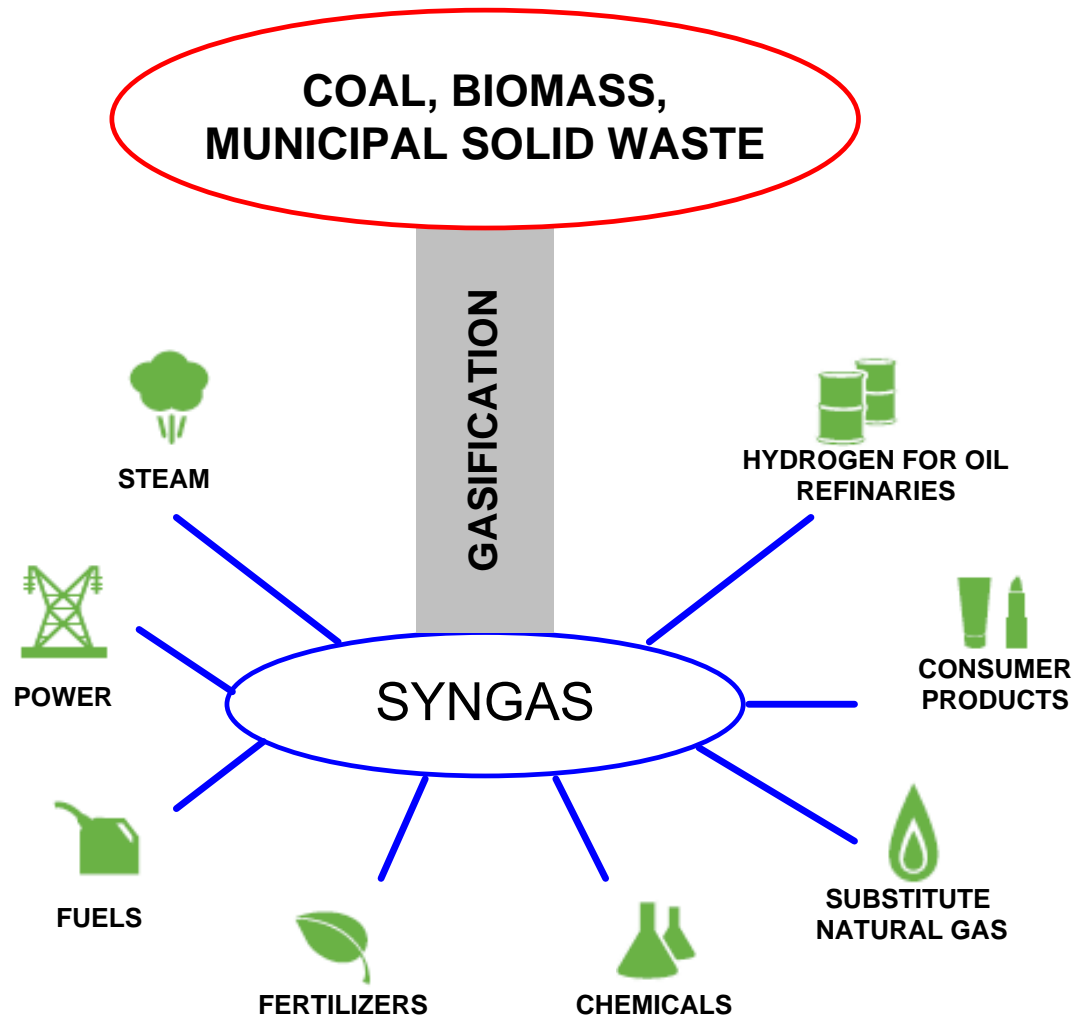 COAL, BIOMASS,
MUNICIPAL SOLID WASTE
GASIFICATION
STEAM
HYDROGEN FOR OIL
REFINARIES
POWER
SYNGAS
CONSUMER
PRODUCTS
FUELS
SUBSTITUTE
NATURAL GAS
FERTILIZERS
CHEMICALS